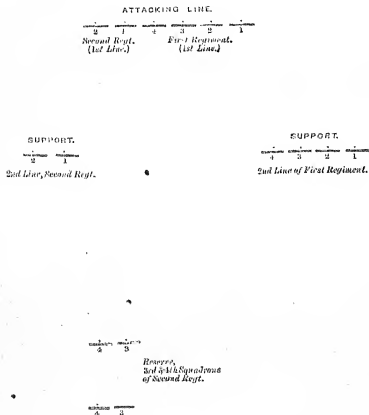 ATTACKING LINE.
2 1 4 3 2 1
Second Regt. First Regiment.
(1st Line.) (1st Line.)
SUPPORT. SUPPORT.
2 1 4 3 2 1
2nd Line, Second Regt. 2nd Line of First Regiment.
4 3
Reserve,
3rd & 4th Squadrons
of Second Regt.
4 3